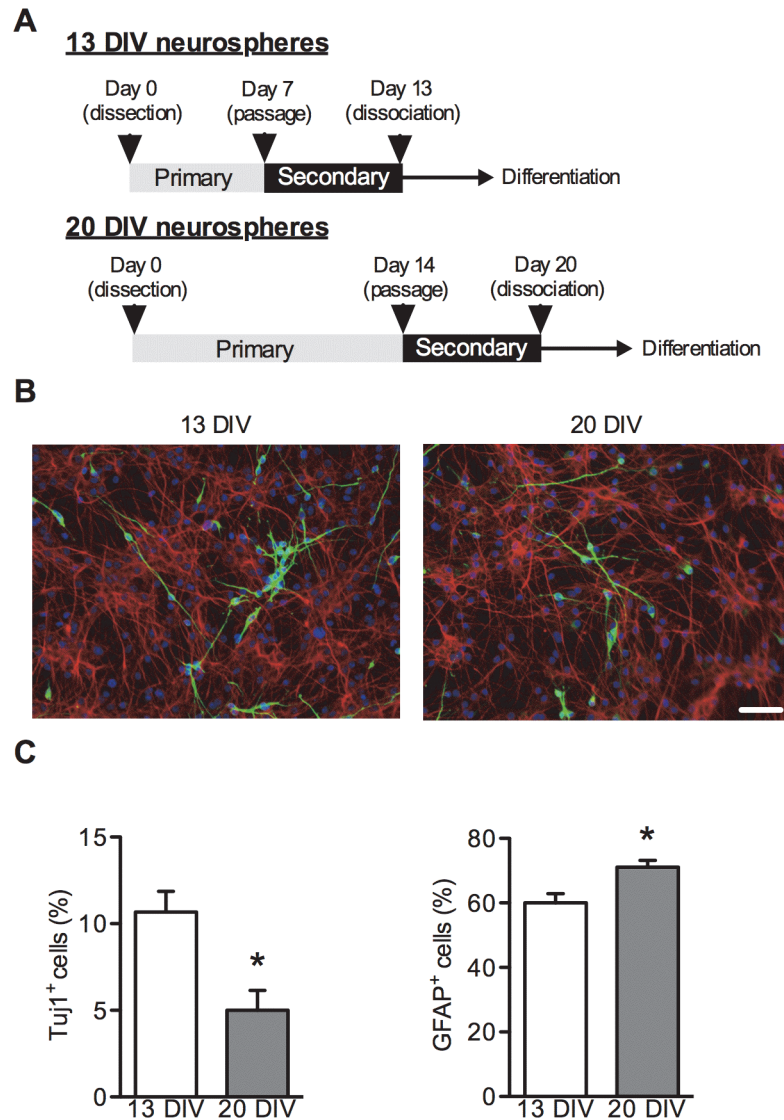 A
13 DIV neurospheres
Day 0 Day 7 Day 13
(dissection) (passage) (dissociation)
Primary Secondary Differentiation
20 DIV neurospheres
Day 0 Day 14 Day 20
(dissection) (passage) (dissociation)
Primary Secondary Differentiation
B
13 DIV 20 DIV
C
Tuj1+ cells (%)
15
10
5
0
*
13 DIV 20 DIV
GFAP+ cells (%)
80
60
40
20
0
*
13 DIV 20 DIV